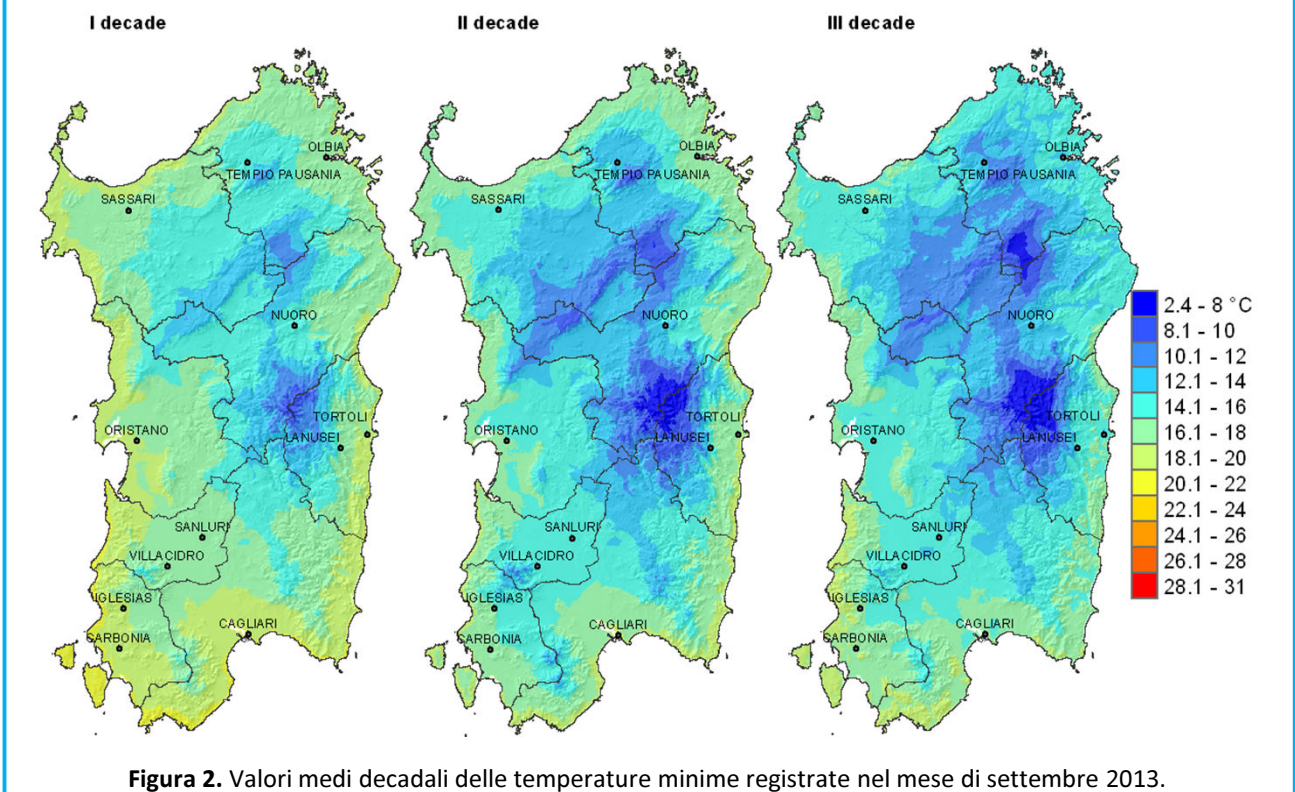 I decade
II decade
III decade
OLBIA
TEMPIO PAUSANIA
SASSARI
NUORO
TORTOLI
ORISTANO
LANUSEI
SANLURI
VILLACIDRO
IGLESIAS
CARBONIA
CAGLIARI
OLBIA
TEMPIO PAUSANIA
SASSARI
NUORO
TORTOLI
ORISTANO
LANUSEI
SANLURI
VILLACIDRO
IGLESIAS
CARBONIA
CAGLIARI
OLBIA
TEMPIO PAUSANIA
SASSARI
NUORO
TORTOLI
ORISTANO
LANUSEI
SANLURI
VILLACIDRO
IGLESIAS
CARBONIA
CAGLIARI
2.4 - 8 °C
8.1 - 10
10.1 - 12
12.1 - 14
14.1 - 16
16.1 - 18
18.1 - 20
20.1 - 22
22.1 - 24
24.1 - 26
26.1 - 28
28.1 - 31
Figura 2. Valori medi decadali delle temperature minime registrate nel mese di settembre 2013.